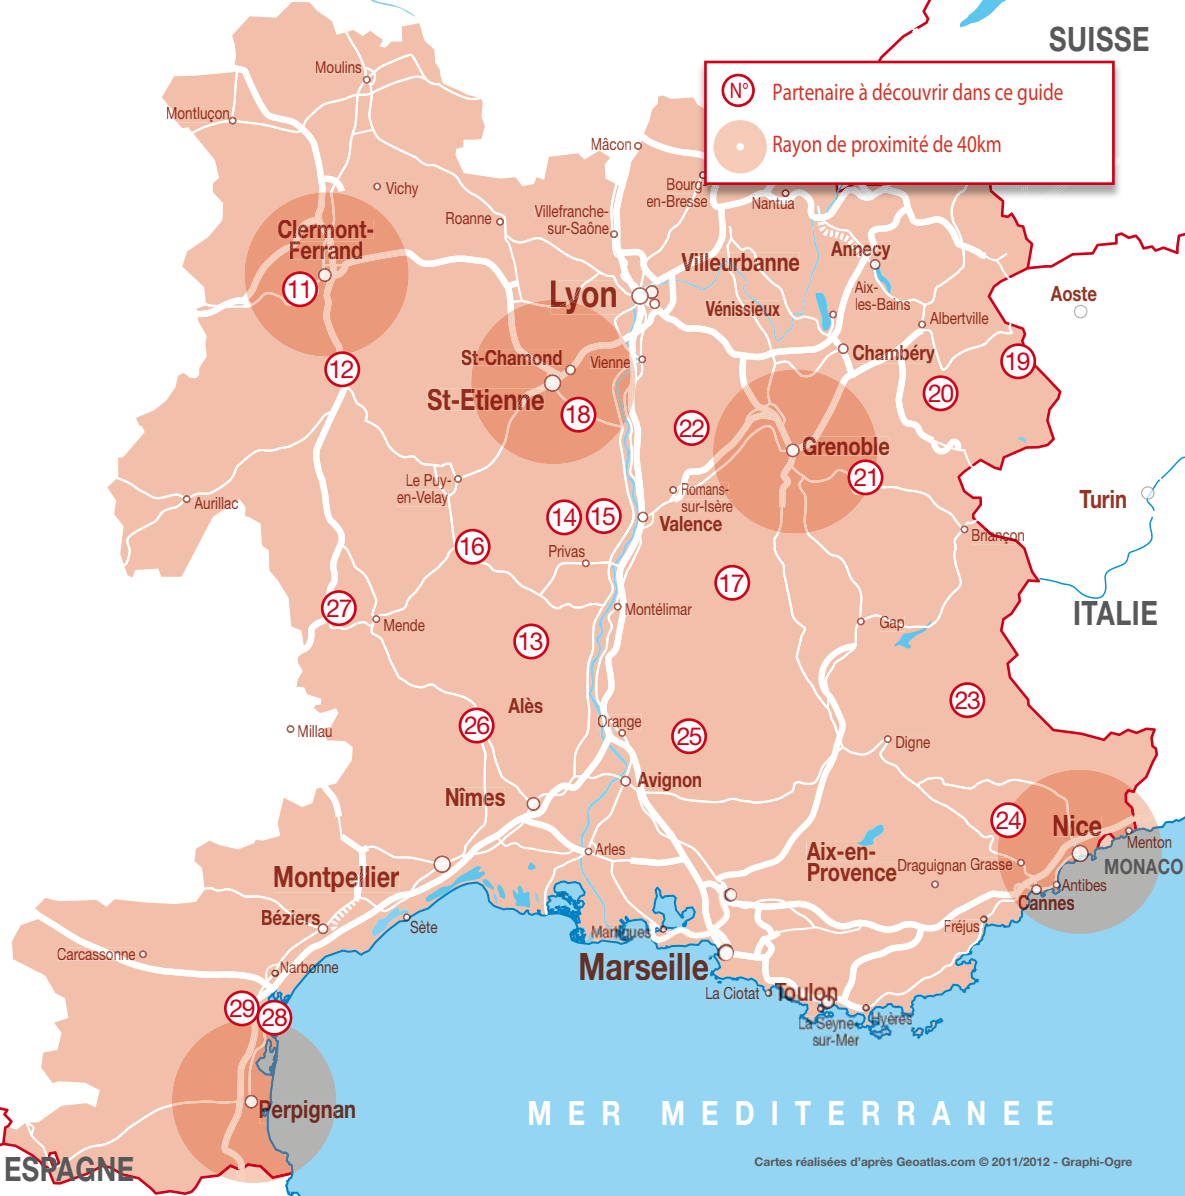 SUISSE
N° Partenaire à découvrir dans ce guide
Rayon de proximité de 40km
Moulins
Montluçon
Mâcon
Vichy
Bourg-
en-Bresse
Nantua
Roanne
Villefranche-
sur-Saône
Clermont-
Ferrand
Annecy
Villeurbanne
11
Lyon
Aix-
les-Bains
Aoste
Vénissieux
Albertville
St-Chamond
Vienne
Chambéry
19
12
20
St-Etienne
18
22
Grenoble
21
Le Puy-
en-Velay
Romans-
sur-Isère
Aurillac
Turin
14
15
Valence
Briançon
16
Privas
17
27
Montélimar
ITALIE
Mende
Gap
13
23
Alès
26
Orange
25
Millau
Digne
Avignon
Nîmes
24
Nice
Menton
Arles
Aix-en-
Provence
Draguignan
Grasse
MONACO
Montpellier
Antibes
Cannes
Béziers
Sète
Fréjus
Martigues
Carcassonne
Narbonne
Marseille
La Ciotat
Toulon
29
28
La Seyne-
sur-Mer
Hyères
Perpignan
MER MEDITERRANEE
ESPAGNE
Cartes réalisées d'après Geoatlas.com © 2011/2012 - Graphi-Ogre